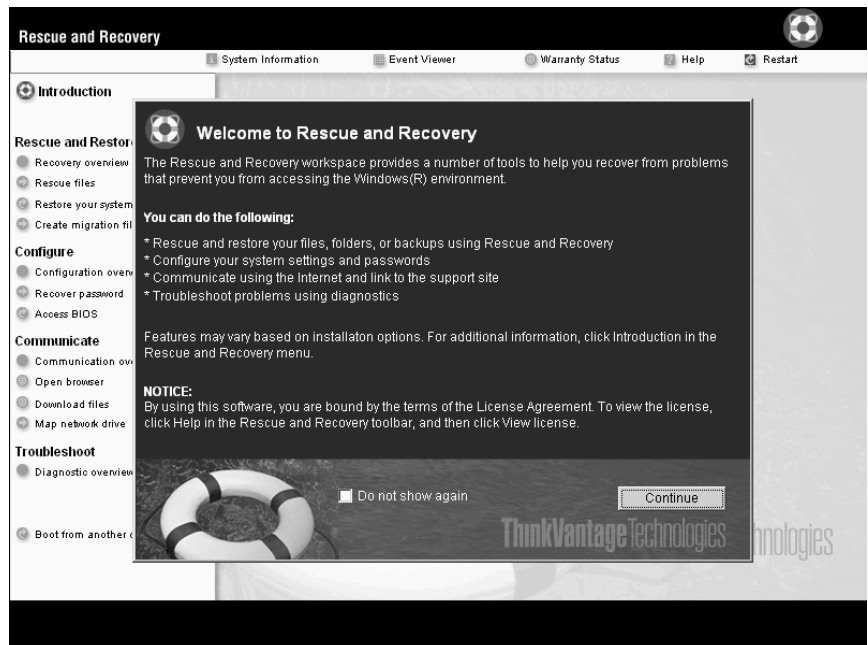 Rescue and Recovery
System Information
Event Viewer
Warranty Status
Help
Restart
Introduction
Rescue and Restor
Recovery overview
Rescue files
Restore your system
Create migration fil
Configure
Configuration overv
Recover password
Access BIOS
Communicate
Communication ov
Open browser
Download files
Map network drive
Troubleshoot
Diagnostic overview
Boot from another
Welcome to Rescue and Recovery
The Rescue and Recovery workspace provides a number of tools to help you recover from problems
that prevent you from accessing the Windows(R) environment.
You can do the following:
* Rescue and restore your files, folders, or backups using Rescue and Recovery
* Configure your system settings and passwords
* Communicate using the Internet and link to the support site
* Troubleshoot problems using diagnostics
Features may vary based on installaton options. For additional information, click Introduction in the
Rescue and Recovery menu.
NOTICE:
By using this software, you are bound by the terms of the License Agreement. To view the license,
click Help in the Rescue and Recovery toolbar, and then click View license.
Do not show again
Continue
ThinkVantage Technologies
hnologies